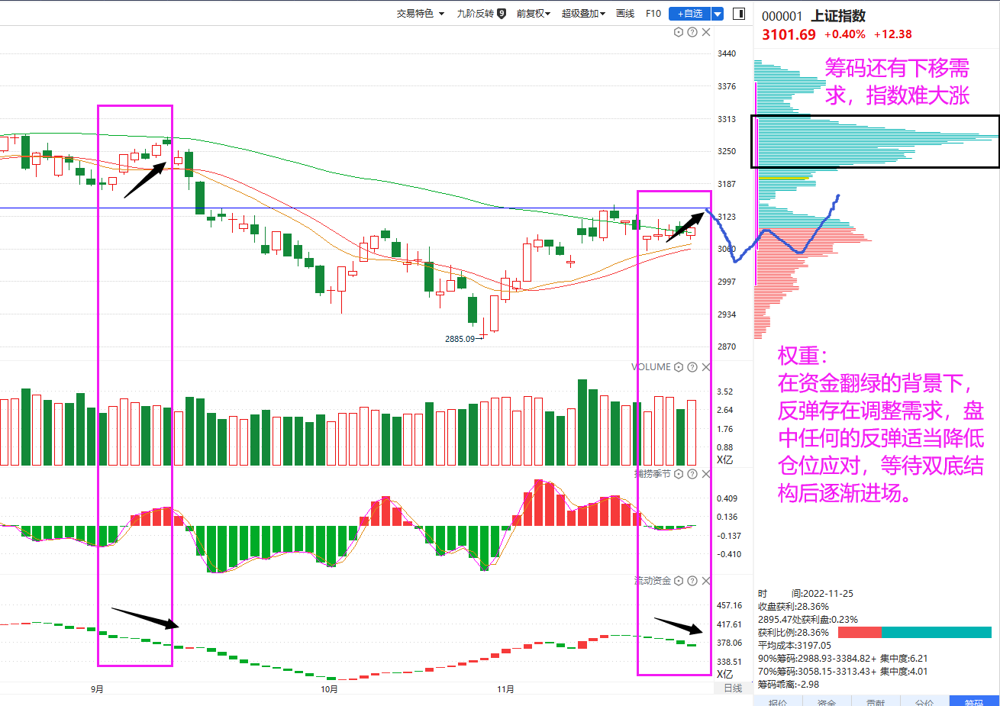 交易特色 九阶反转 9 前复权 超级叠加 画线 F10 +自选
000001 上证指数
3101.69 +0.40% +12.38
筹码还有下移需
求，指数难大涨
3440
3376
3313
3250
3187
3123
3060
2997
2934
2870
2885.09
权重：
在资金翻绿的背景下，
反弹存在调整需求，盘
中任何的反弹适当降低
仓位应对，等待双底结
构后逐渐进场。
VOLUME
3.52
2.64
1.76
0.88
X亿
捕捞季节
0.409
0.136
-0.137
-0.410
流动资金
457.16
417.61
378.06
338.51
X亿
9月 10月 11月 日线
时 间:2022-11-25
收盘获利:28.36%
2895.47处获利盘:0.23%
获利比例:28.36%
平均成本:3197.05
90%筹码:2988.93-3384.82+ 集中度:6.21
70%筹码:3058.15-3313.43+ 集中度:4.01
筹码乖离:-2.98
报价 资金 贡献 分价 筹码